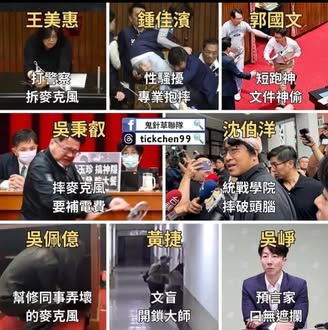 王美惠
打警察
拆麥克風
鍾佳濱
性騷擾
專業抱摔
郭國文
短跑神
文件神偷
吳秉叡
摔麥克風
要補電費
鬼針草聯隊
tickchen99
沈伯洋
統戰學院
摔破頭腦
吳佩億
幫修同事弄壞
的麥克風
黃捷
文盲
開鎖大師
吳崢
預言家
口無遮攔